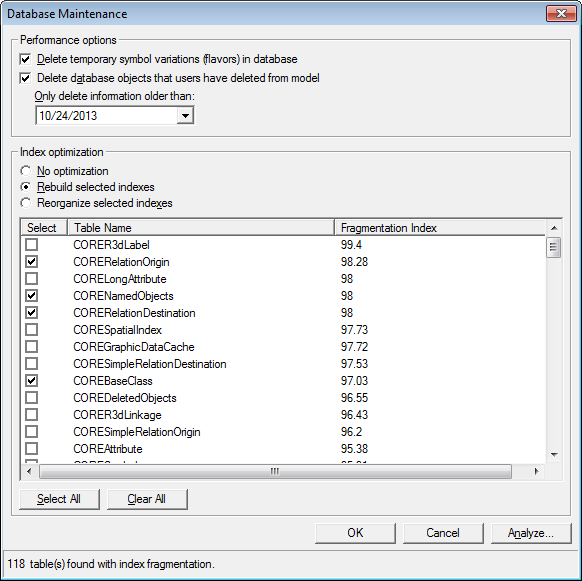 Database Maintenance
Performance options
Delete temporary symbol variations (flavors) in database
Delete database objects that users have deleted from model
Only delete information older than:
10/24/2013
Index optimization
No optimization
Rebuild selected indexes
Reorganize selected indexes
Select Table Name Fragmentation Index
CORER3dLabel 99.4
CORERelationOrigin 98.28
CORELongAttribute 98
CORENamedObjects 98
CORERelationDestination 98
CORESpatialIndex 97.73
COREGraphicDataCache 97.72
CORESimpleRelationDestination 97.53
COREBaseClass 97.03
COREDeletedObjects 96.55
CORER3dLinkage 96.43
CORESimpleRelationOrigin 96.2
COREAttribute 95.38
Select All Clear All
OK Cancel Analyze...
118 table(s) found with index fragmentation.